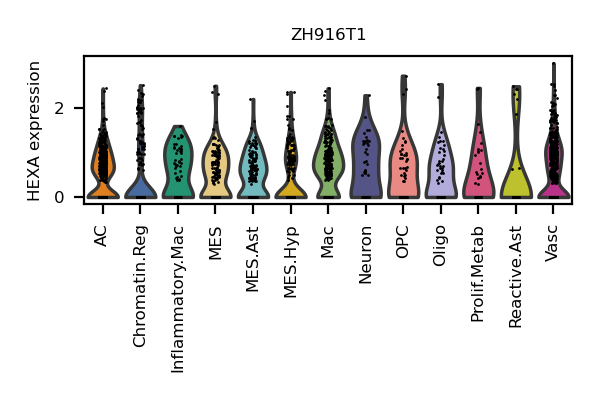 ZH916T1
HEXA expression
2
0
AC
Chromatin.Reg
Inflammatory.Mac
MES
MES.Ast
MES.Hyp
Mac
Neuron
OPC
Oligo
Prolif.Metab
Reactive.Ast
Vasc